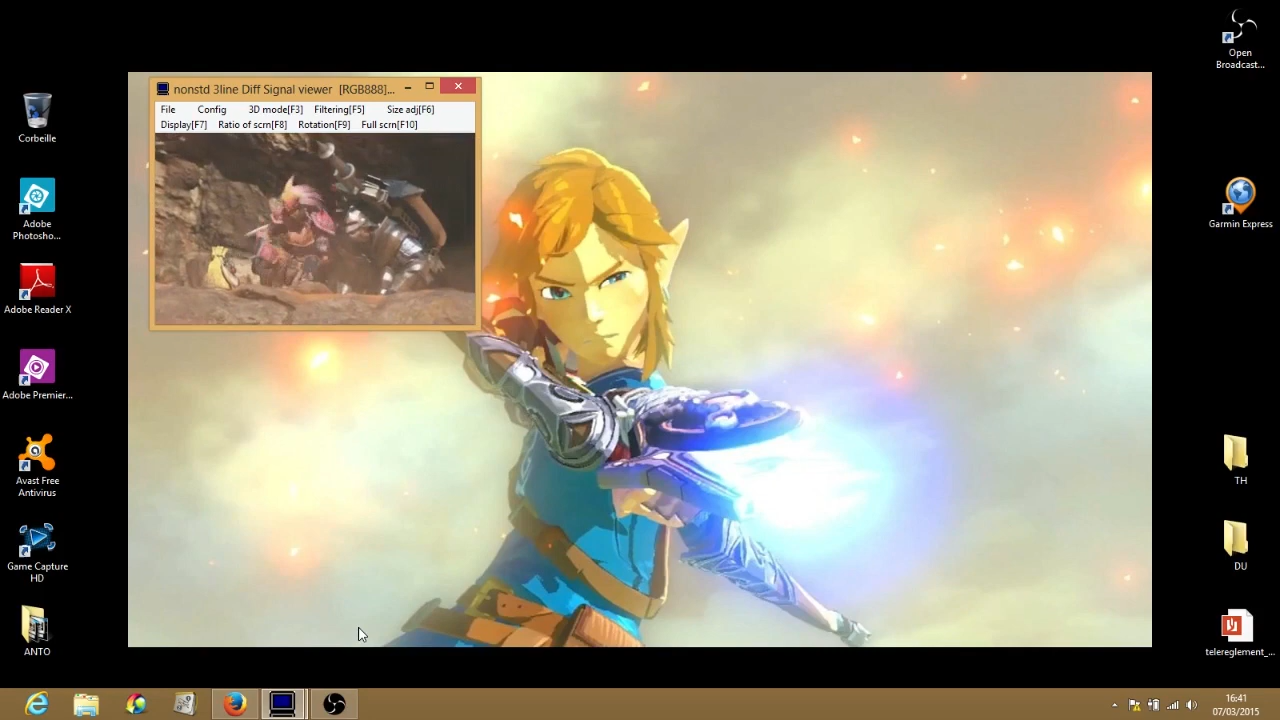 nonstd 3line Diff Signal viewer [RGB888]...
File Config 3D mode[F3] Filtering[F5] Size adj[F6]
Display[F7] Ratio of scrn[F8] Rotation[F9] Full scrn[F10]
Corbeille
Adobe
Photosho...
Adobe Reader X
Adobe Premier...
Avast Free
Antivirus
Game Capture
HD
ANTO
Open
Broadcast...
Garmin Express
TH
DU
telereglement_...
16:41
07/03/2015